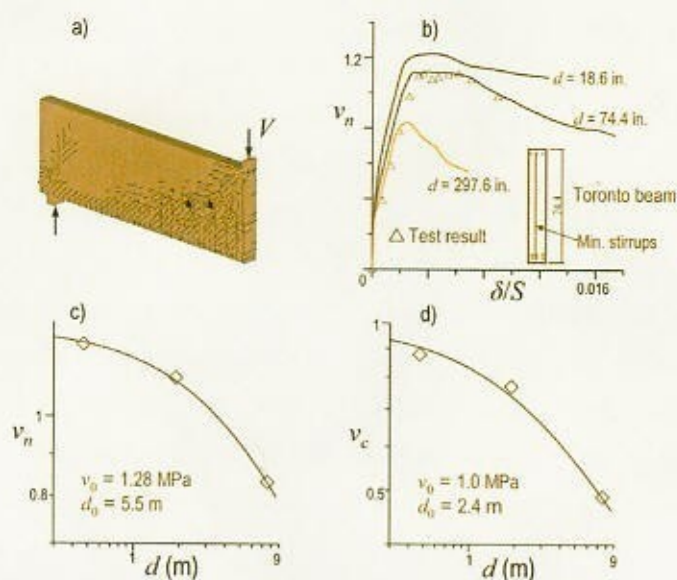 a)
V
b)
1.2
v_n
d = 18.6 in.
d = 74.4 in.
d = 297.6 in.
Toronto beam
Min. stirrups
△ Test result
0
δ/S
0.016
c)
1
v_n
v_0 = 1.28 MPa
d_0 = 5.5 m
0.8
1
d (m)
9
d)
1
v_c
v_0 = 1.0 MPa
d_0 = 2.4 m
0.5
1
d (m)
9